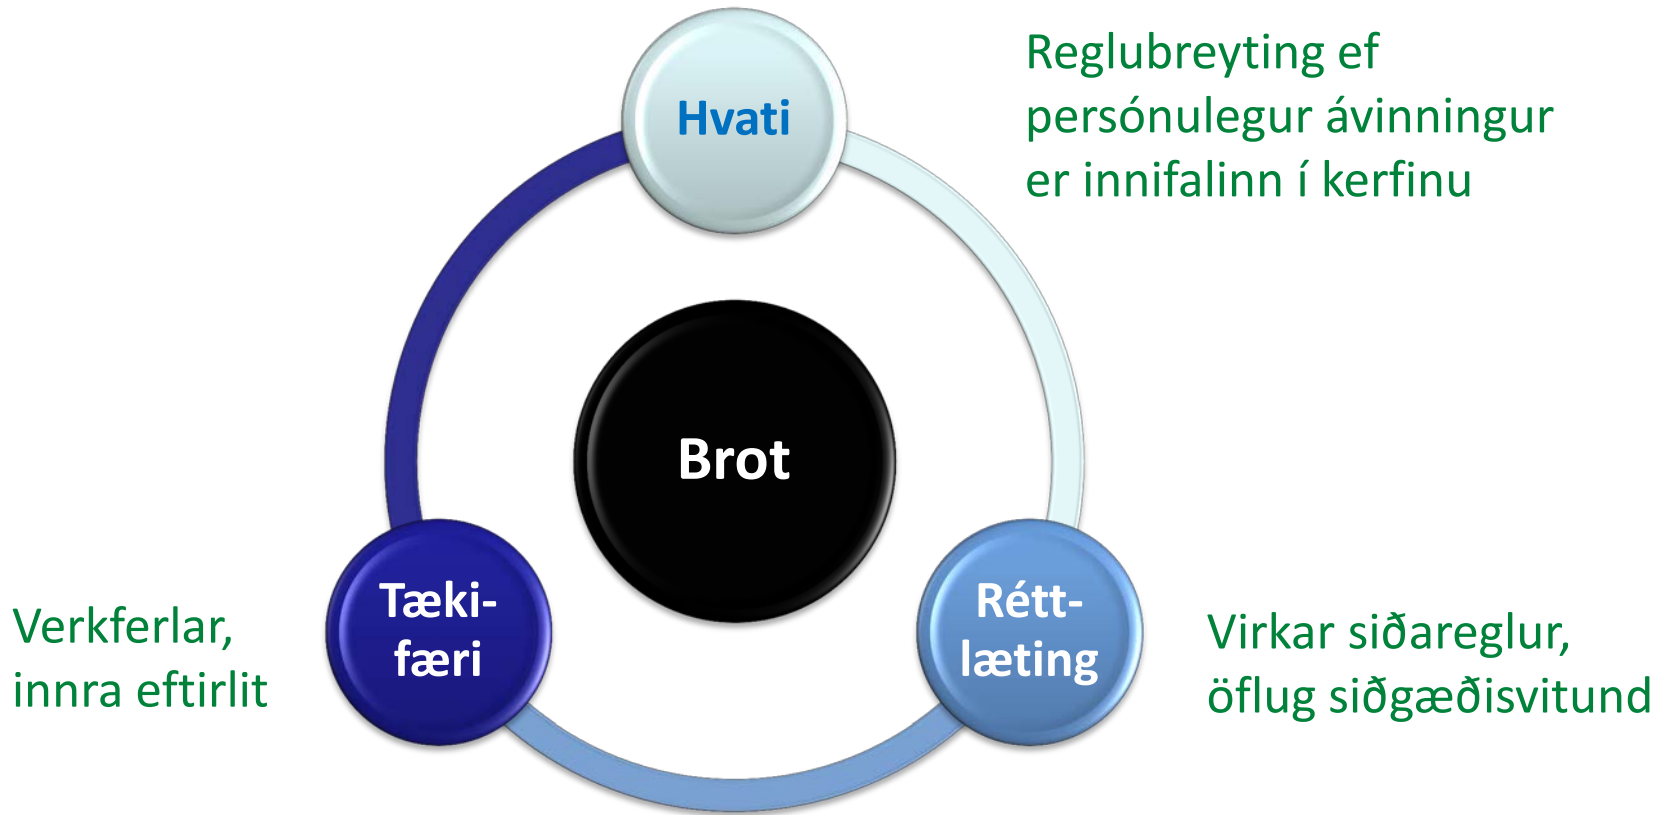 Hvati
Reglubreyting ef
persónulegur ávinningur
er innifalinn í kerfinu
Brot
Tæki-
færi
Verkferlar,
innra eftirlit
Rétt-
læting
Virkar siðareglur,
öflug siðgæðisvitund